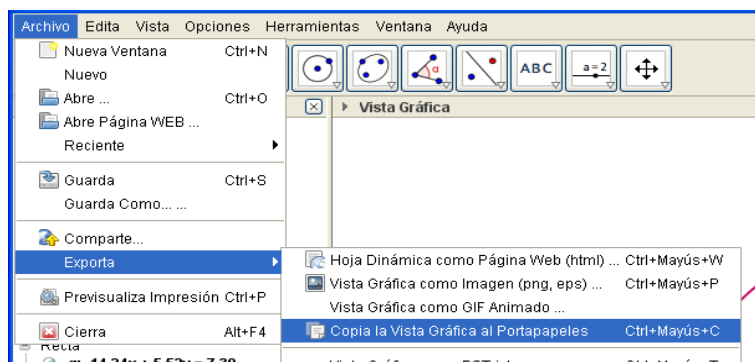 Archivo Edita Vista Opciones Herramientas Ventana Ayuda
Nueva Ventana Ctrl+N
Nuevo
Abre ... Ctrl+O
Abre Página WEB ...
Reciente
Guarda Ctrl+S
Guarda Como... ...
Comparte...
Exporta
Previsualiza Impresión Ctrl+P
Cierra Alt+F4
α
ABC
a=2
Vista Gráfica
Hoja Dinámica como Página Web (html) ... Ctrl+Mayús+W
Vista Gráfica como Imagen (png, eps) ... Ctrl+Mayús+P
Vista Gráfica como GIF Animado ...
Copia la Vista Gráfica al Portapapeles Ctrl+Mayús+C
Recta